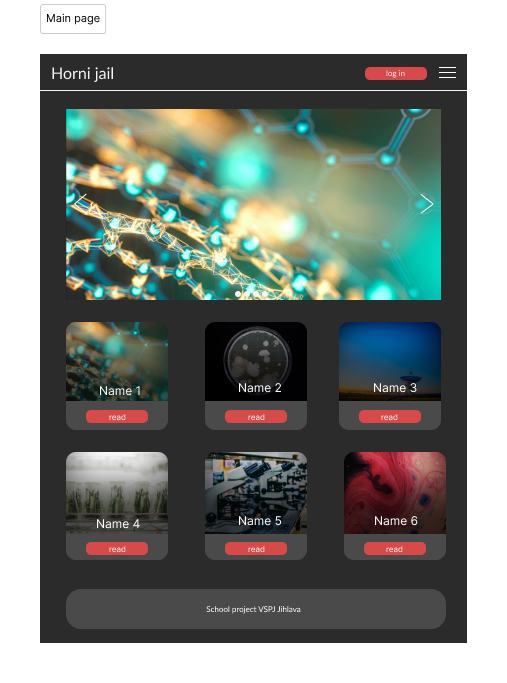 Main page
Horni jail
log in
Name 1
Name 2
Name 3
read
read
read
Name 4
Name 5
Name 6
read
read
read
School project VSPJ Jihlava